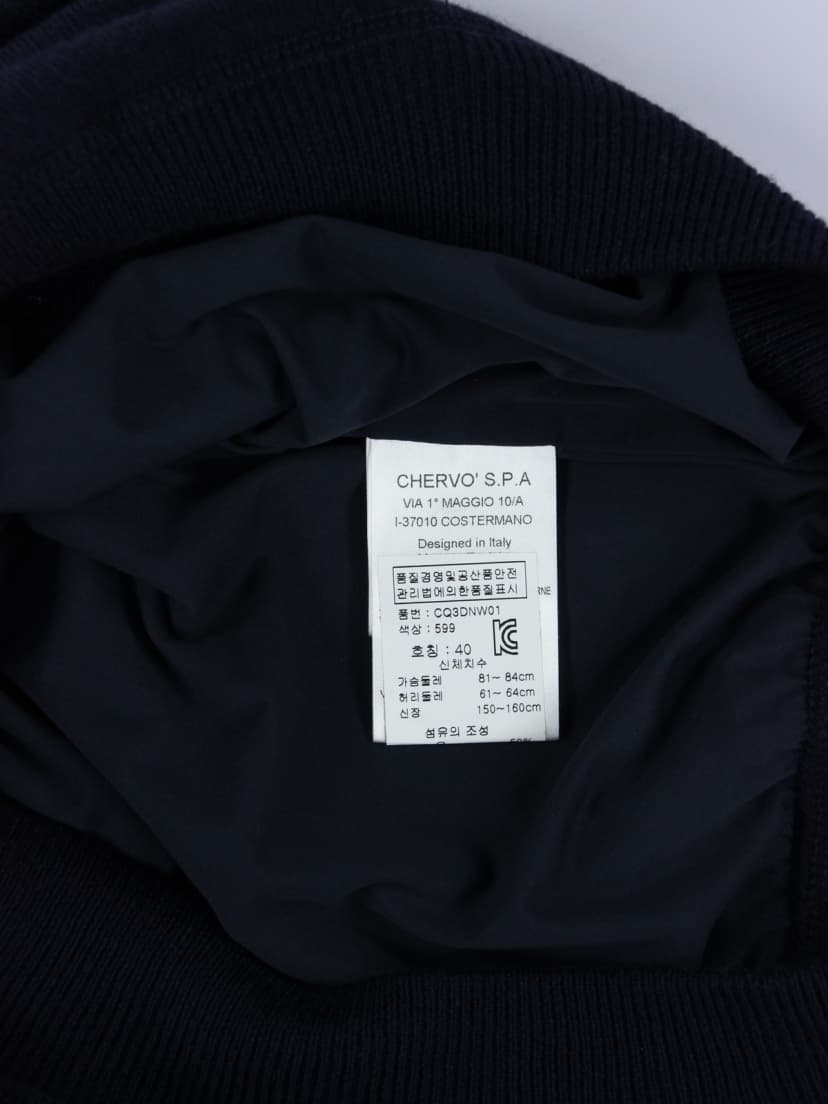 CHERVO' S.P.A
VIA 1° MAGGIO 10/A
I-37010 COSTERMANO
Designed in Italy
품질경영및공산품안전
관리법에의한품질표시
품번 : CQ3DNW01
색상 : 599
호칭 : 40
신체치수
가슴둘레 81~ 84cm
허리둘레 61~ 64cm
신장 150~160cm
섬유의 조성